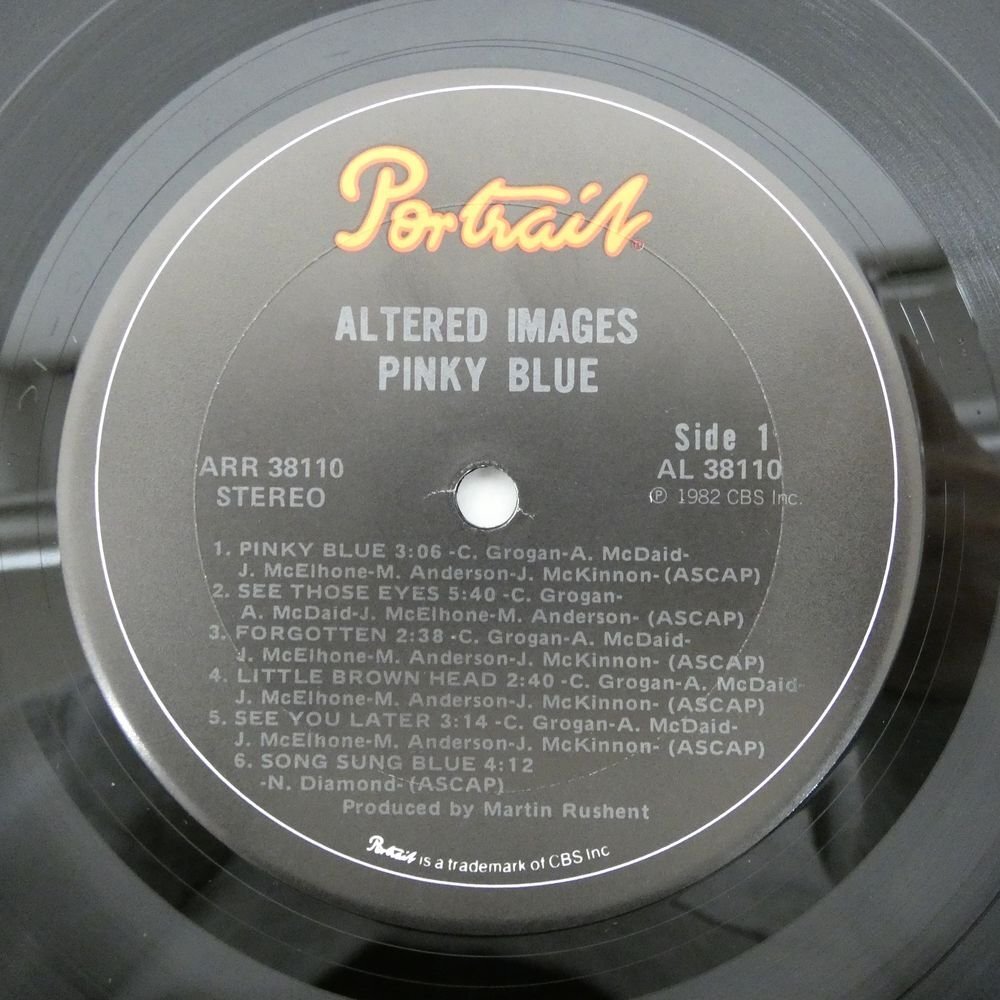 Portrait
ALTERED IMAGES
PINKY BLUE
Side 1
ARR 38110
AL 38110
STEREO
℗ 1982 CBS Inc.
1. PINKY BLUE 3:06 -C. Grogan-A. McDaid-
J. McElhone-M. Anderson-J. McKinnon- (ASCAP)
2. SEE THOSE EYES 5:40 -C. Grogan-
A. McDaid-J. McElhone-M. Anderson- (ASCAP)
3. FORGOTTEN 2:38 -C. Grogan-A. McDaid-
J. McElhone-M. Anderson-J. McKinnon- (ASCAP)
4. LITTLE BROWN HEAD 2:40 -C. Grogan-A. McDaid-
J. McElhone-M. Anderson-J. McKinnon- (ASCAP)
5. SEE YOU LATER 3:14 -C. Grogan-A. McDaid-
J. McElhone-M. Anderson-J. McKinnon- (ASCAP)
6. SONG SUNG BLUE 4:12
-N. Diamond- (ASCAP)
Produced by Martin Rushent
Portrait is a trademark of CBS Inc